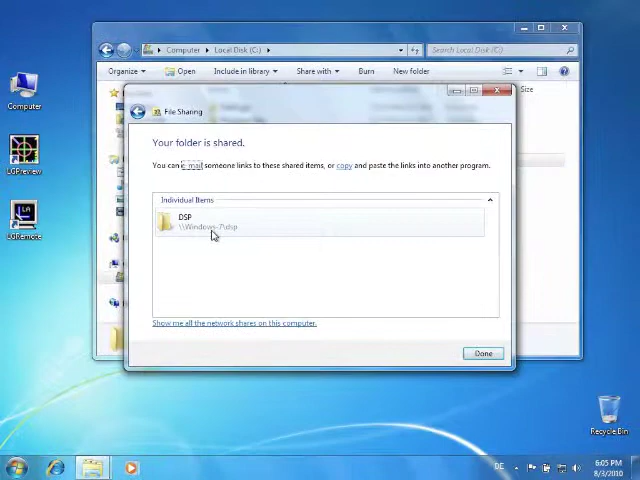 Computer
Local Disk (C:)
Search Local Disk (C:)
Organize
Open
Include in library
Share with
Burn
New folder
Size
Computer
LGPreview
LGRemote
File Sharing
Your folder is shared.
You can e-mail someone links to these shared items, or copy and paste the links into another program.
Individual Items
DSP
\\Windows-7\dsp
Show me all the network shares on this computer.
Done
Recycle Bin
DE
6:05 PM
8/3/2010